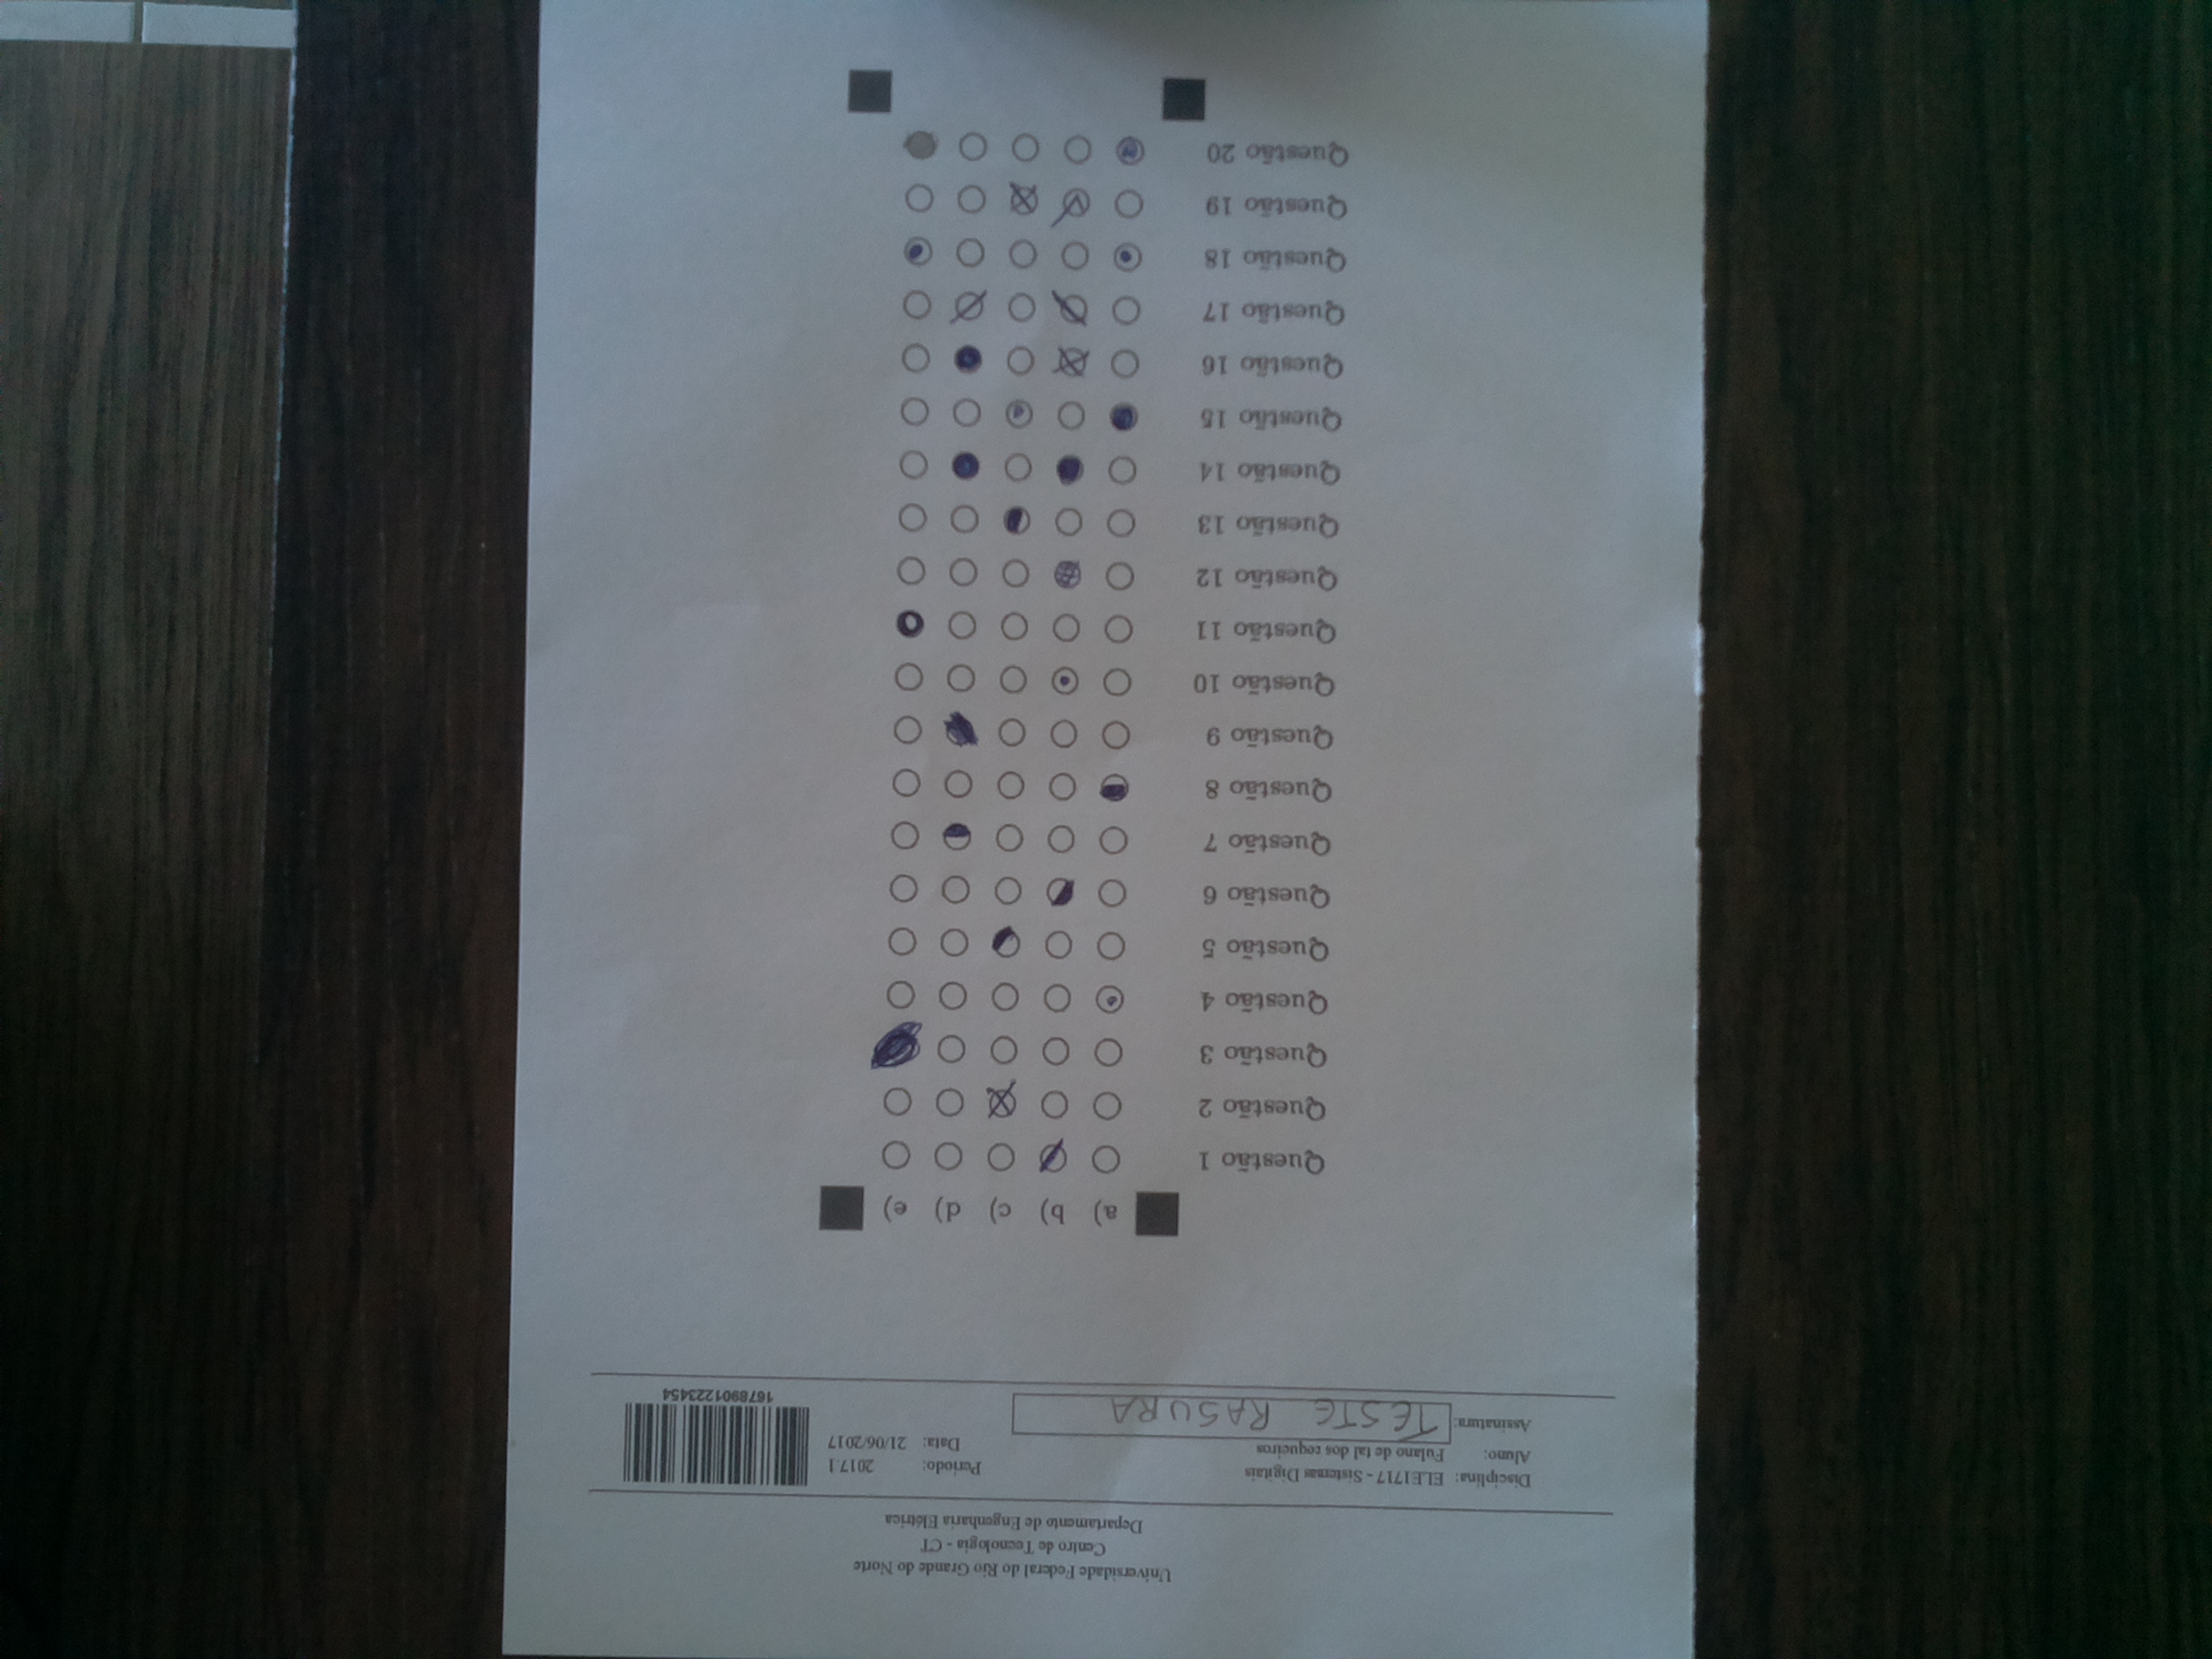 Universidade Federal do Rio Grande do Norte
Centro de Tecnologia - CT
Departamento de Engenharia Elétrica
Disciplina: ELE1717 - Sistemas Digitais Período: 2017.1
Aluno: Fulano de tal dos coqueiros Data: 21/06/2017
Assinatura: TESTE RASURA
1678901223454
a) b) c) d) e)
Questão 1
Questão 2
Questão 3
Questão 4
Questão 5
Questão 6
Questão 7
Questão 8
Questão 9
Questão 10
Questão 11
Questão 12
Questão 13
Questão 14
Questão 15
Questão 16
Questão 17
Questão 18
Questão 19
Questão 20